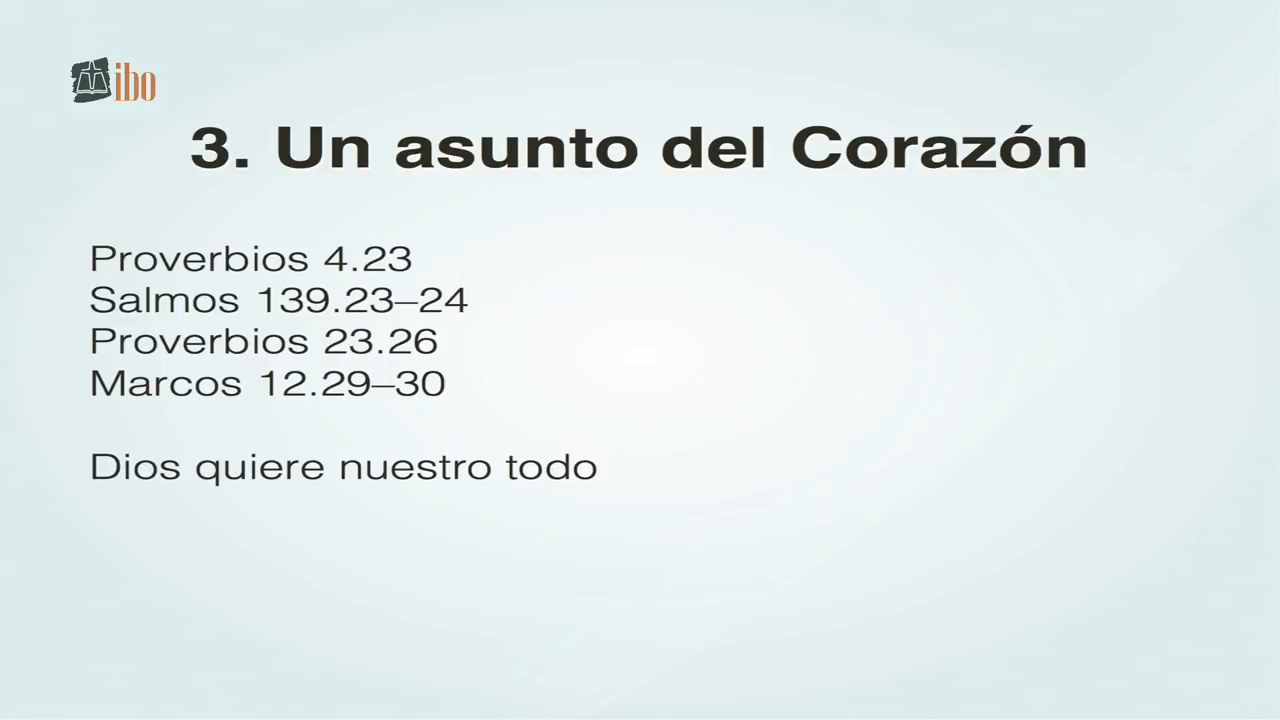 ibo
3. Un asunto del Corazón
Proverbios 4.23
Salmos 139.23–24
Proverbios 23.26
Marcos 12.29–30
Dios quiere nuestro todo